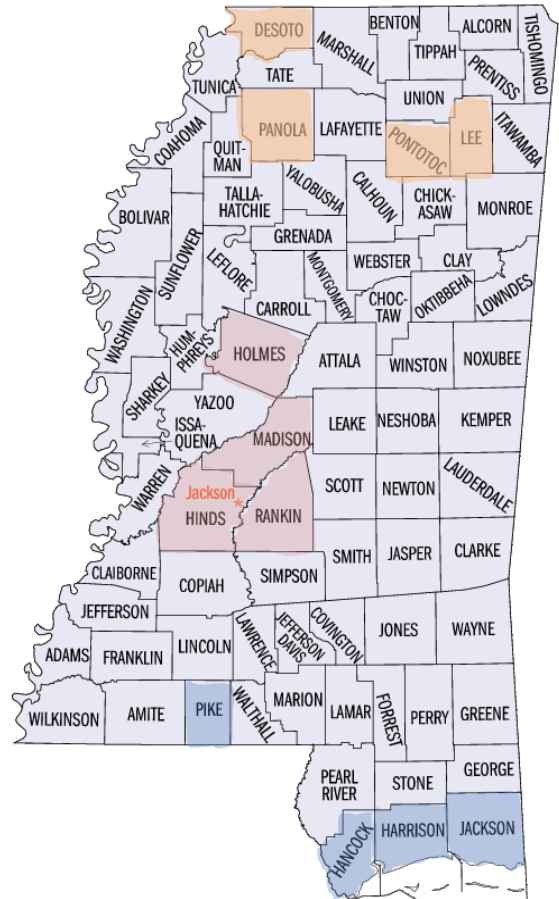 DESOTO
BENTON
ALCORN
TISHOMINGO
MARSHALL
TIPPAH
PRENTISS
TATE
TUNICA
UNION
PANOLA
LAFAYETTE
PONTOTOC
LEE
ITAWAMBA
COAHOMA
QUIT-
MAN
YALOBUSHA
CALHOUN
TALLA-
HATCHIE
CHICK-
ASAW
MONROE
BOLIVAR
SUNFLOWER
GRENADA
LEFLORE
MONTGOMERY
WEBSTER
CLAY
OKTIBBEHA
LOWNDES
CHOC-
TAW
CARROLL
WASHINGTON
HUM-
PHREYS
HOLMES
ATTALA
WINSTON
NOXUBEE
SHARKEY
YAZOO
ISSA-
QUENA
MADISON
LEAKE
NESHOBA
KEMPER
WARREN
Jackson
HINDS
RANKIN
SCOTT
NEWTON
LAUDERDALE
CLAIBORNE
COPIAH
SIMPSON
SMITH
JASPER
CLARKE
JEFFERSON
ADAMS
FRANKLIN
LINCOLN
LAWRENCE
JEFFERSON
DAVIS
COVINGTON
JONES
WAYNE
WILKINSON
AMITE
PIKE
WALTHALL
MARION
LAMAR
FORREST
PERRY
GREENE
PEARL
RIVER
STONE
GEORGE
HANCOCK
HARRISON
JACKSON